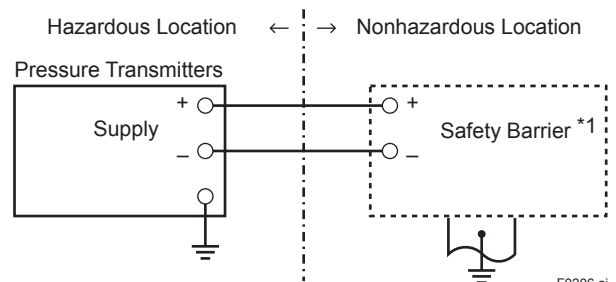 Hazardous Location ← → Nonhazardous Location
Pressure Transmitters
+ +
Supply Safety Barrier *1
– –